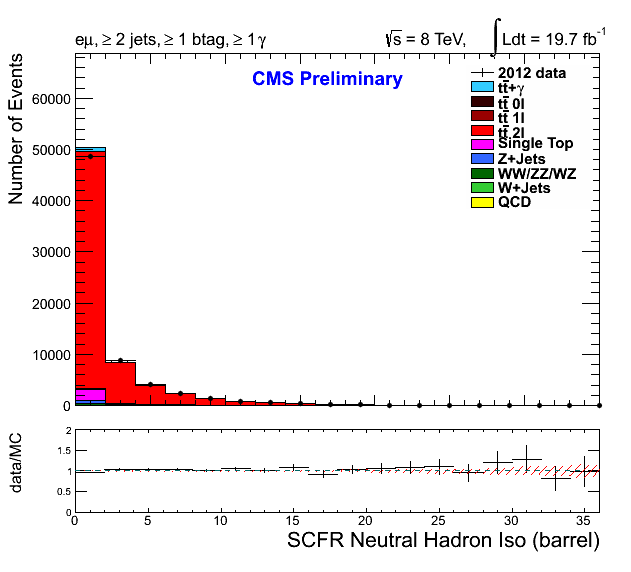 eμ, ≥ 2 jets, ≥ 1 btag, ≥ 1 γ
√s = 8 TeV, ∫ Ldt = 19.7 fb⁻¹
CMS Preliminary
2012 data
tt̄+γ
tt̄ 0l
tt̄ 1l
tt̄ 2l
Single Top
Z+Jets
WW/ZZ/WZ
W+Jets
QCD
Number of Events
60000
50000
40000
30000
20000
10000
0
data/MC
2
1.5
1
0.5
0
0 5 10 15 20 25 30 35
SCFR Neutral Hadron Iso (barrel)